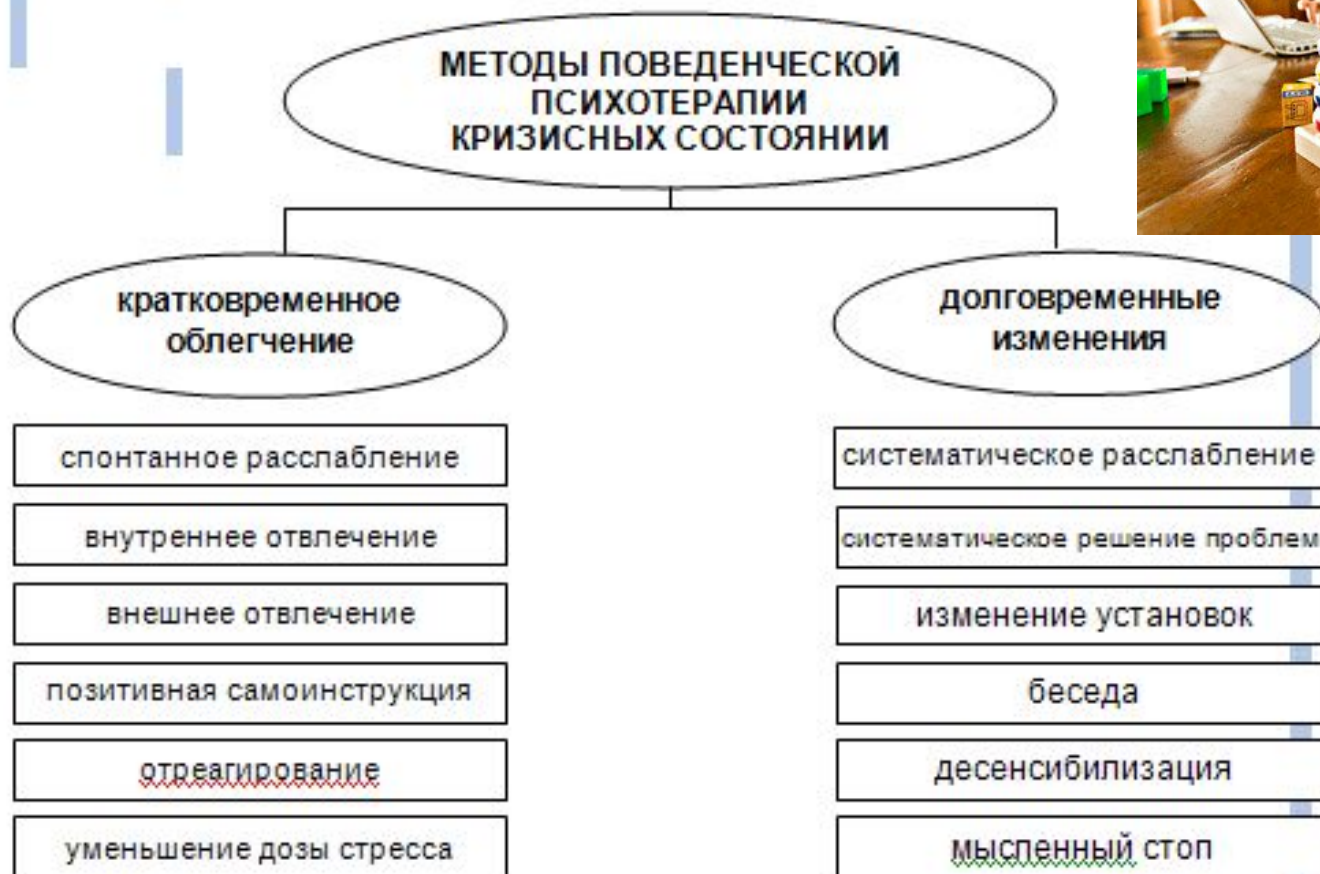 МЕТОДЫ ПОВЕДЕНЧЕСКОЙ
ПСИХОТЕРАПИИ
КРИЗИСНЫХ СОСТОЯНИИ
кратковременное
облегчение
спонтанное расслабление
внутреннее отвлечение
внешнее отвлечение
позитивная самоинструкция
отреагирование
уменьшение дозы стресса
долговременные
изменения
систематическое расслабление
систематическое решение проблем
изменение установок
беседа
десенсибилизация
мысленный стоп